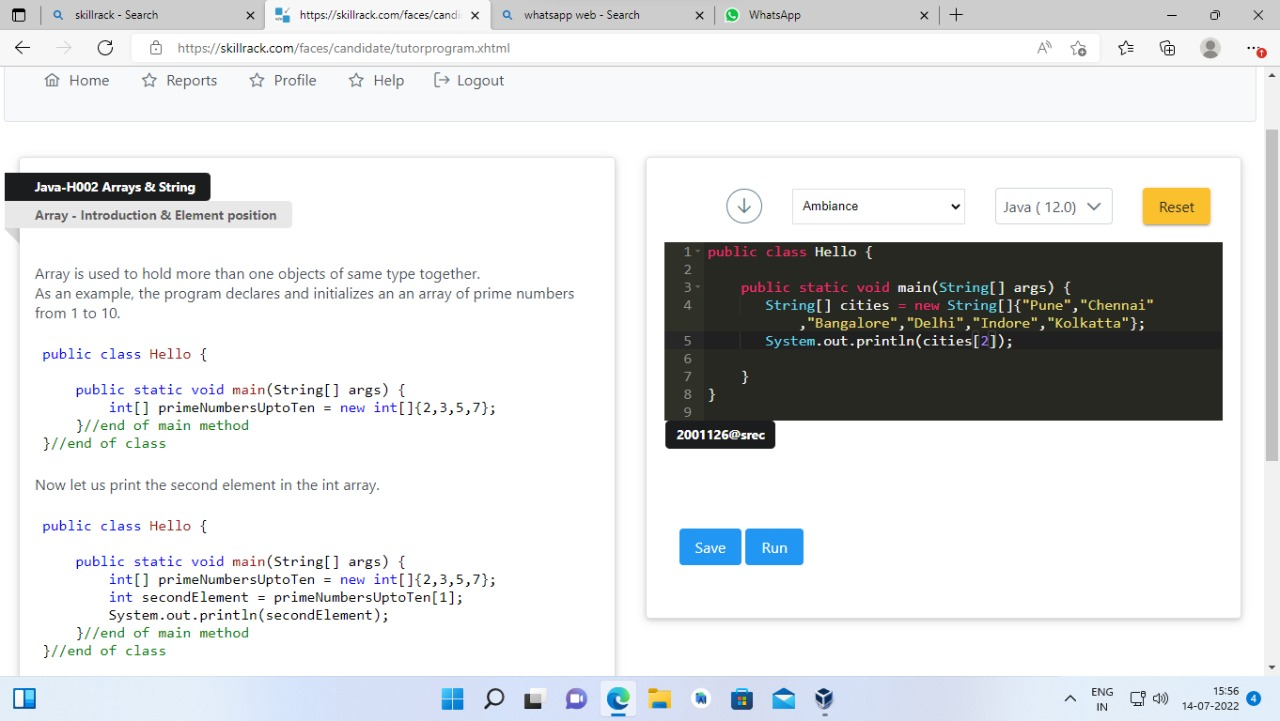 skillrack - Search
https://skillrack.com/faces/candi
whatsapp web - Search
WhatsApp
https://skillrack.com/faces/candidate/tutorprogram.xhtml
Home
Reports
Profile
Help
Logout
Java-H002 Arrays & String
Array - Introduction & Element position
Array is used to hold more than one objects of same type together.
As an example, the program declares and initializes an an array of prime numbers
from 1 to 10.
public class Hello {
public static void main(String[] args) {
int[] primeNumbersUptoTen = new int[]{2,3,5,7};
}//end of main method
}//end of class
Now let us print the second element in the int array.
public class Hello {
public static void main(String[] args) {
int[] primeNumbersUptoTen = new int[]{2,3,5,7};
int secondElement = primeNumbersUptoTen[1];
System.out.println(secondElement);
}//end of main method
}//end of class
Ambiance
Java ( 12.0)
Reset
1 public class Hello {
2
3 public static void main(String[] args) {
4 String[] cities = new String[]{"Pune","Chennai"
,"Bangalore","Delhi","Indore","Kolkatta"};
5 System.out.println(cities[2]);
6
7 }
8 }
9
2001126@srec
Save
Run
ENG
IN
15:56
14-07-2022
4